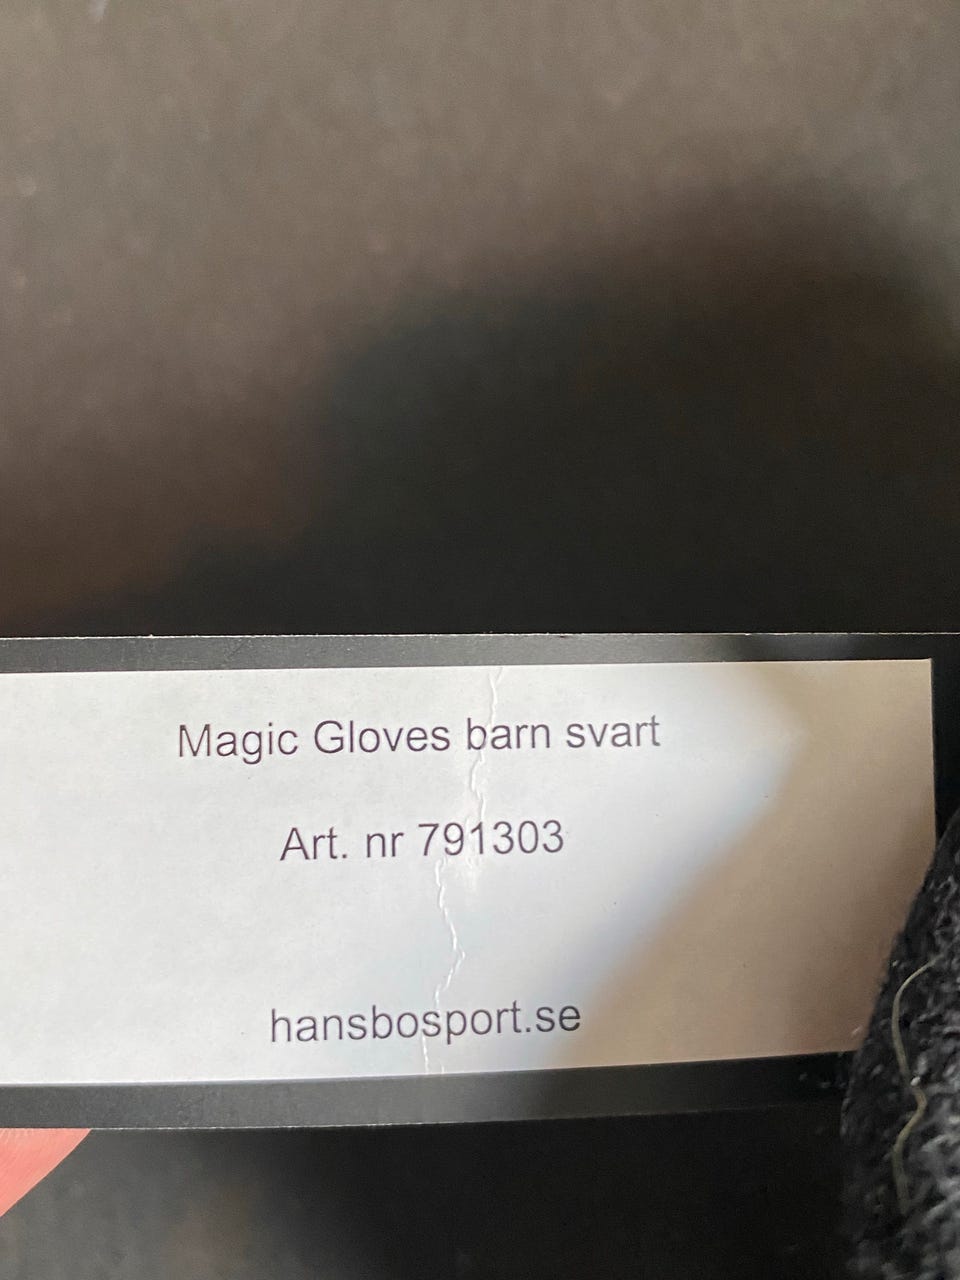 Magic Gloves barn svart
Art. nr 791303
hansbosport.se